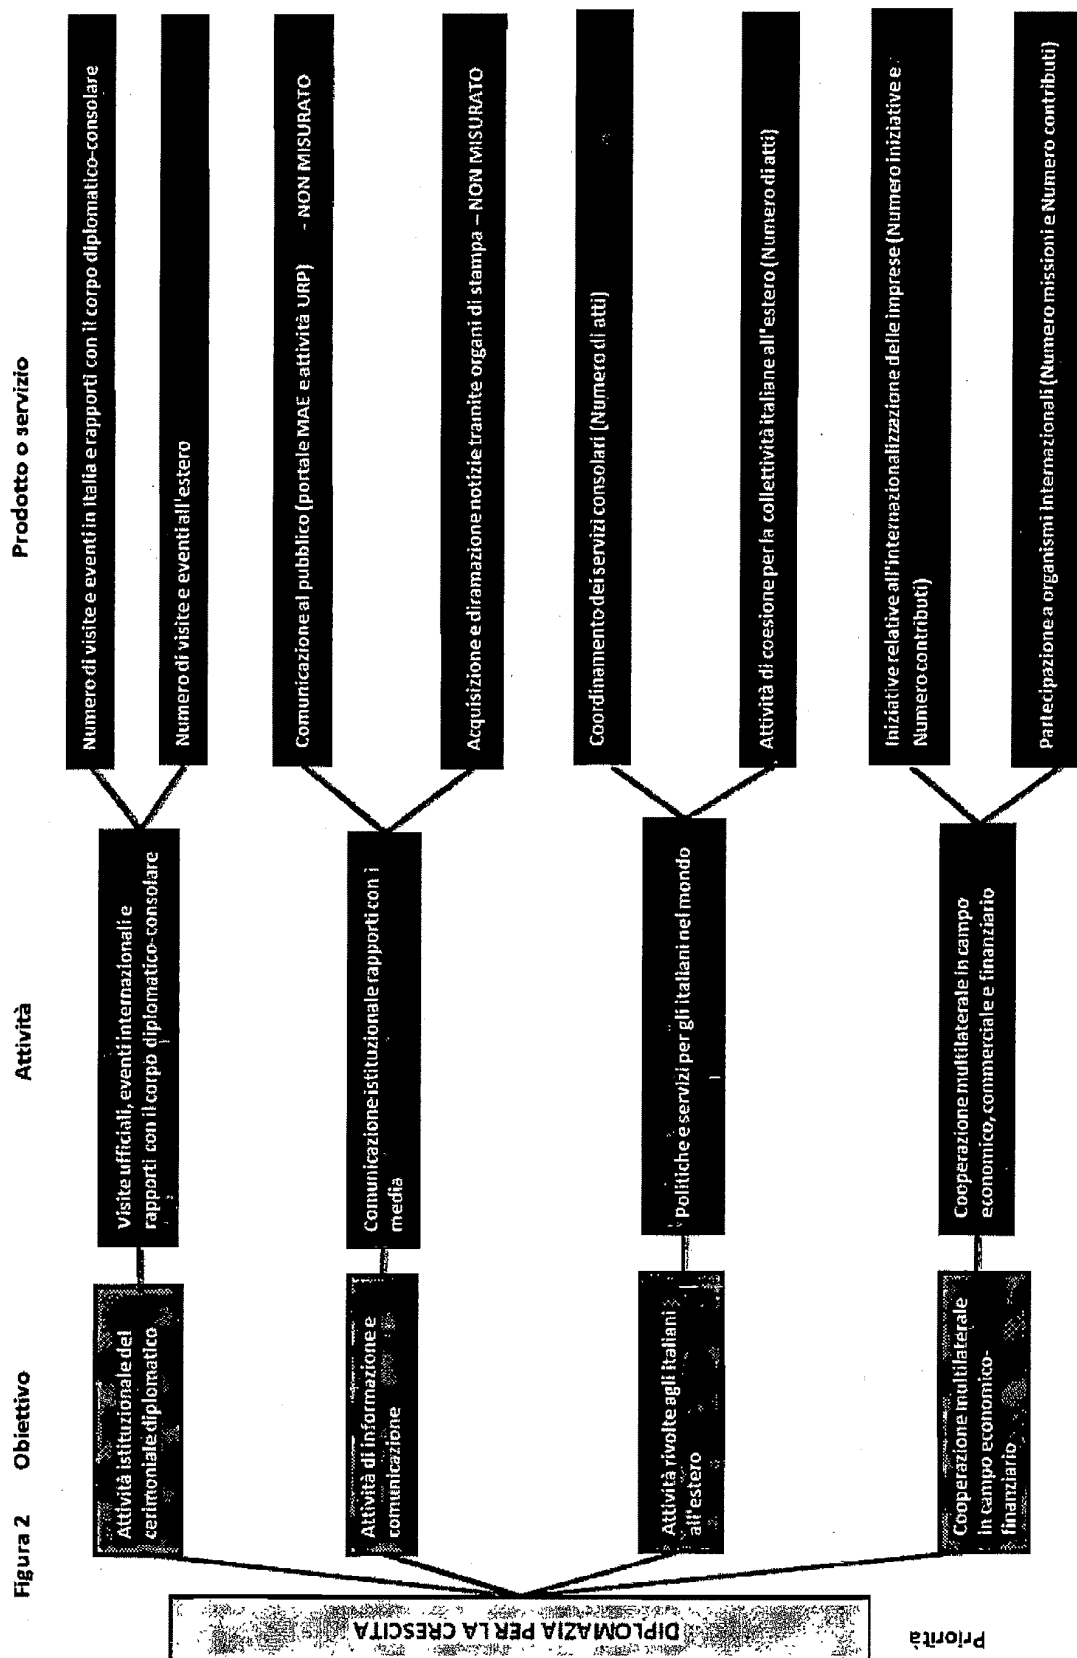 Figura 2
Obiettivo
Attività
Prodotto o servizio
Priorità
DIPLOMAZIA PER LA CRESCITA
Attività istituzionale del
cerimoniale diplomatico
Visite ufficiali, eventi internazionali e
rapporti con il corpo diplomatico-consolare
Numero di visite e eventi in Italia e rapporti con il corpo diplomatico-consolare
Numero di visite e eventi all'estero
Attività di informazione e
comunicazione
Comunicazione istituzionale rapporti con i
media
Comunicazione al pubblico (portale MAE e attività URP) - NON MISURATO
Acquisizione e diramazione notizie tramite organi di stampa – NON MISURATO
Attività rivolte agli italiani
all'estero
Politiche e servizi per gli italiani nel mondo
Coordinamento dei servizi consolari (Numero di atti)
Attività di coesione per la collettività italiane all'estero (Numero di atti)
Cooperazione multilaterale
In campo economico-
finanziario
Cooperazione multilaterale in campo
economico, commerciale e finanziario
Iniziative relative all'internazionalizzazione delle imprese (Numero iniziative e
Numero contributi)
Partecipazione a organismi internazionali (Numero missioni e Numero contributi)